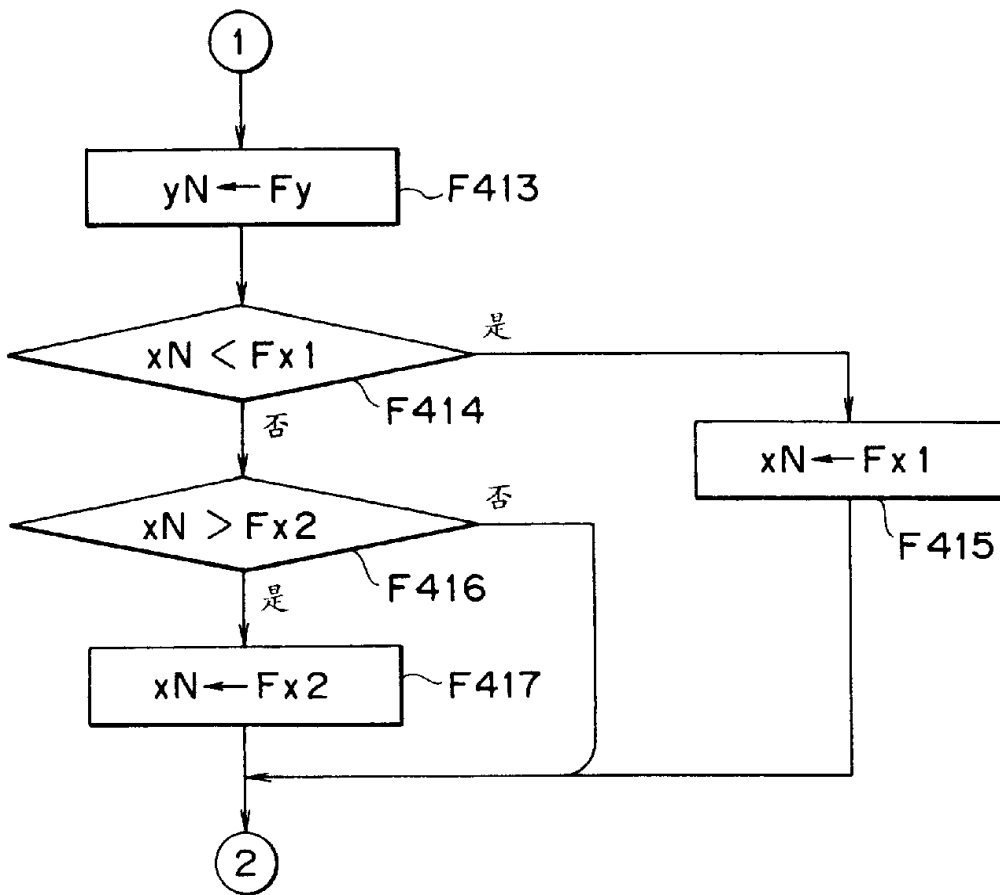 1
yN ← Fy
F413
xN < Fx1
F414
是
否
xN ← Fx1
F415
xN > Fx2
F416
否
是
xN ← Fx2
F417
2